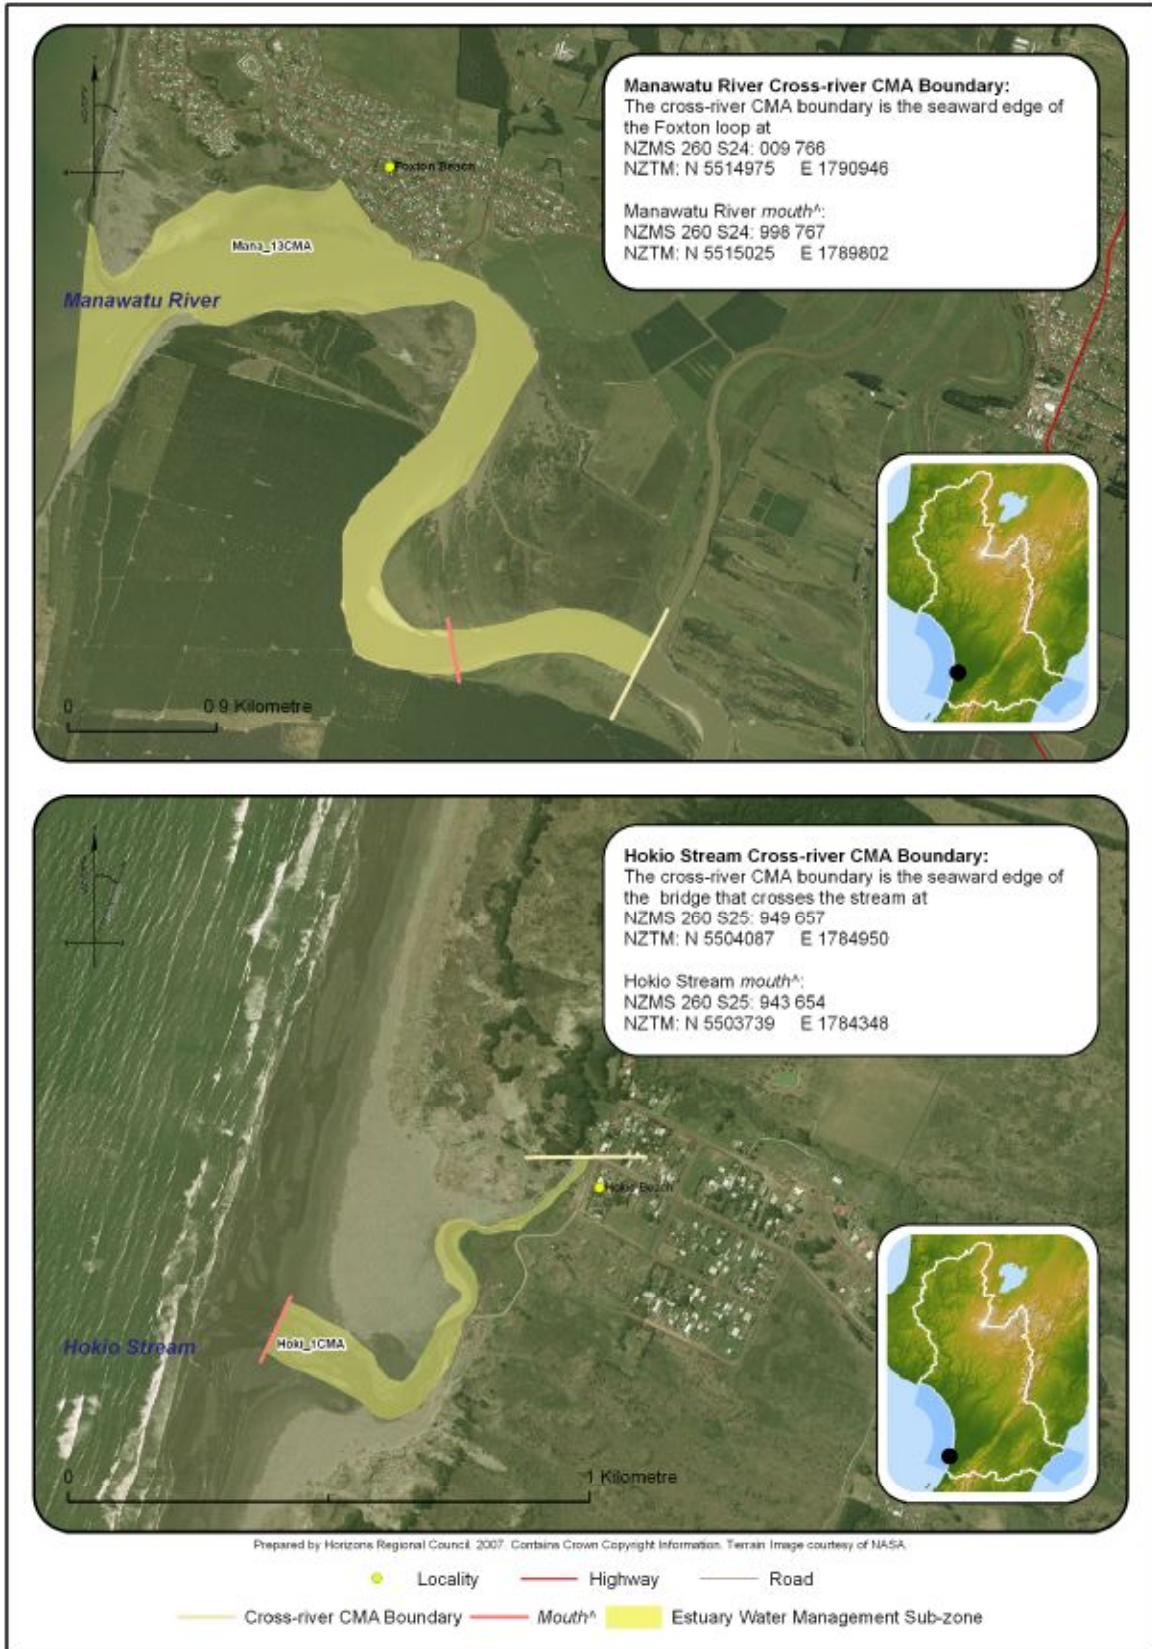 Manawatu River Cross-river CMA Boundary:
The cross-river CMA boundary is the seaward edge of
the Foxton loop at
NZMS 260 S24: 009 766
NZTM: N 5514975 E 1790946
Manawatu River mouth^:
NZMS 260 S24: 998 767
NZTM: N 5515025 E 1789802
Foxton Beach
Mana_13CMA
Manawatu River
0 0.9 Kilometre
Hokio Stream Cross-river CMA Boundary:
The cross-river CMA boundary is the seaward edge of
the bridge that crosses the stream at
NZMS 260 S25: 949 657
NZTM: N 5504087 E 1784950
Hokio Stream mouth^:
NZMS 260 S25: 943 654
NZTM: N 5503739 E 1784348
Hokio Beach
Hoki_1CMA
Hokio Stream
0 1 Kilometre
Prepared by Horizons Regional Council. 2007. Contains Crown Copyright Information. Terrain Image courtesy of NASA.
Locality Highway Road
Cross-river CMA Boundary Mouth^ Estuary Water Management Sub-zone